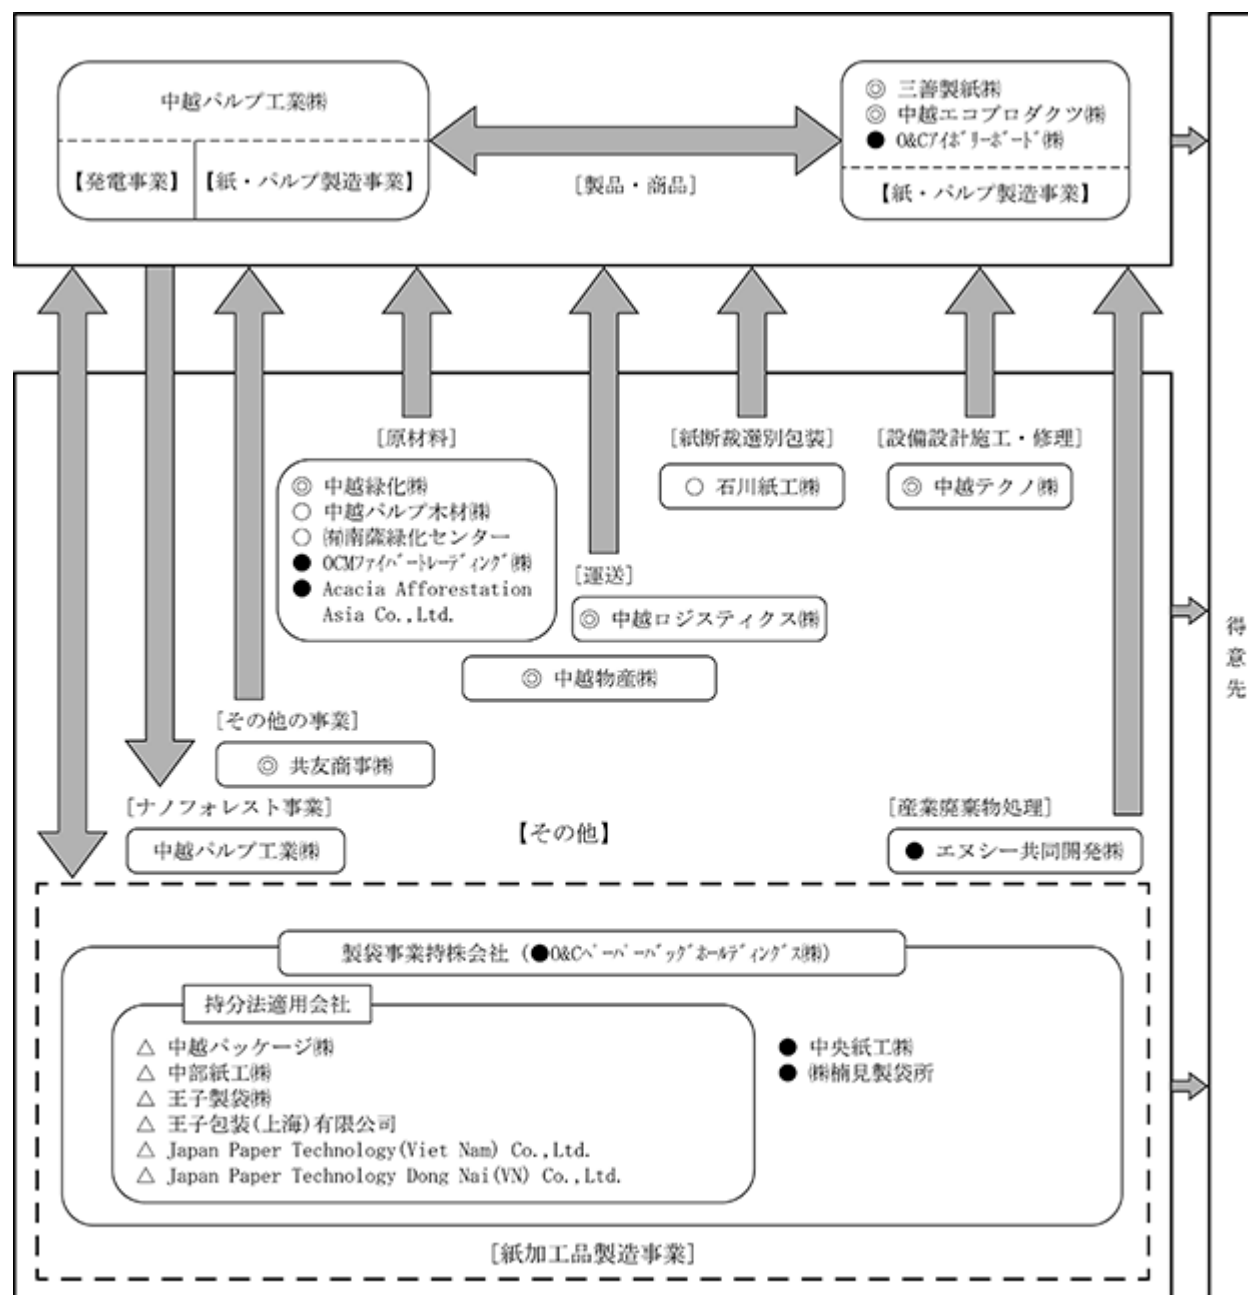 中越パルプ工業㈱
【発電事業】
【紙・パルプ製造事業】
[製品・商品]
◎ 三善製紙㈱
◎ 中越エコプロダクツ㈱
● O&Cｱｲﾎﾞﾘｰﾎﾞｰﾄﾞ㈱
【紙・パルプ製造事業】
[原材料]
◎ 中越緑化㈱
○ 中越パルプ木材㈱
○ ㈲南薩緑化センター
● OCMﾌｧｲﾊﾞｰﾄﾚｰﾃﾞｨﾝｸﾞ㈱
● Acacia Afforestation
Asia Co.,Ltd.
[紙断裁選別包装]
○ 石川紙工㈱
[設備設計施工・修理]
◎ 中越テクノ㈱
[運送]
◎ 中越ロジスティクス㈱
◎ 中越物産㈱
[その他の事業]
◎ 共友商事㈱
[ナノフォレスト事業]
中越パルプ工業㈱
【その他】
[産業廃棄物処理]
● エヌシー共同開発㈱
製袋事業持株会社（●O&Cﾍﾟｰﾊﾟｰﾊﾞｯｸﾞﾎｰﾙﾃﾞｨﾝｸﾞｽ㈱）
持分法適用会社
△ 中越パッケージ㈱
△ 中部紙工㈱
△ 王子製袋㈱
△ 王子包装(上海)有限公司
△ Japan Paper Technology(Viet Nam) Co.,Ltd.
△ Japan Paper Technology Dong Nai(VN) Co.,Ltd.
● 中央紙工㈱
● ㈱楠見製袋所
[紙加工品製造事業]
得意先